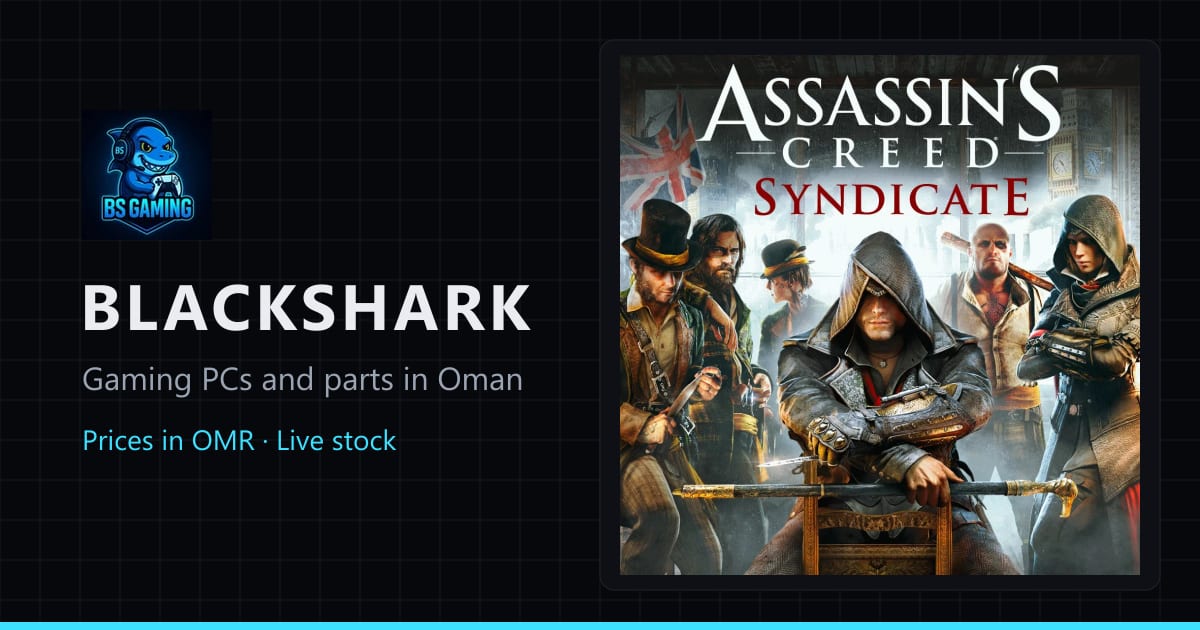 BS
BS GAMING
BLACKSHARK
Gaming PCs and parts in Oman
Prices in OMR · Live stock
ASSASSIN'S
CREED
SYNDICATE